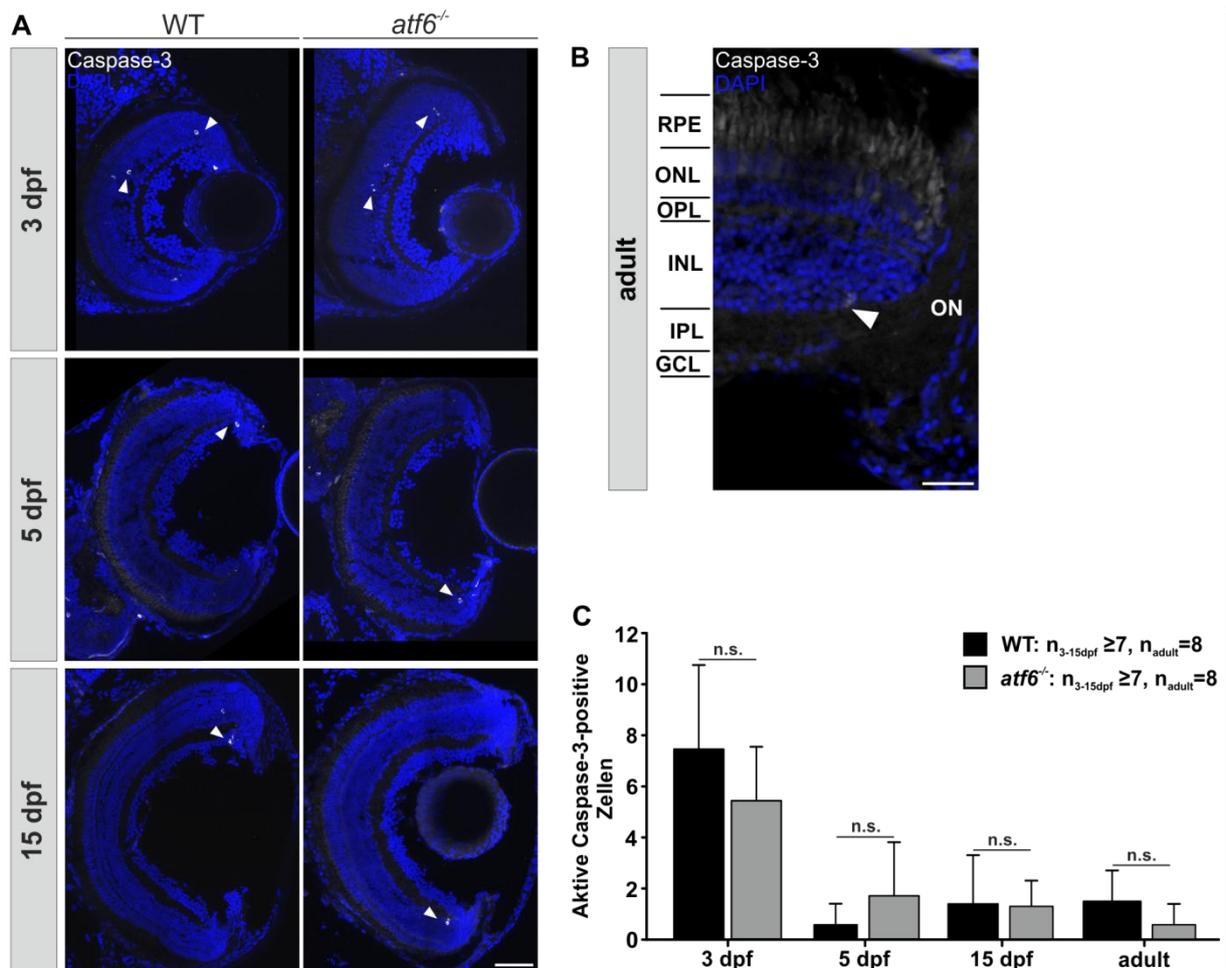 A
WT
atf6-/-
3 dpf
Caspase-3
DAPI
5 dpf
15 dpf
B
adult
Caspase-3
DAPI
RPE
ONL
OPL
INL
IPL
GCL
ON
C
Aktive Caspase-3-positive
Zellen
12
10
8
6
4
2
0
n.s.
n.s.
n.s.
n.s.
WT: n3-15dpf ≥7, nadult=8
atf6-/-: n3-15dpf ≥7, nadult=8
3 dpf
5 dpf
15 dpf
adult